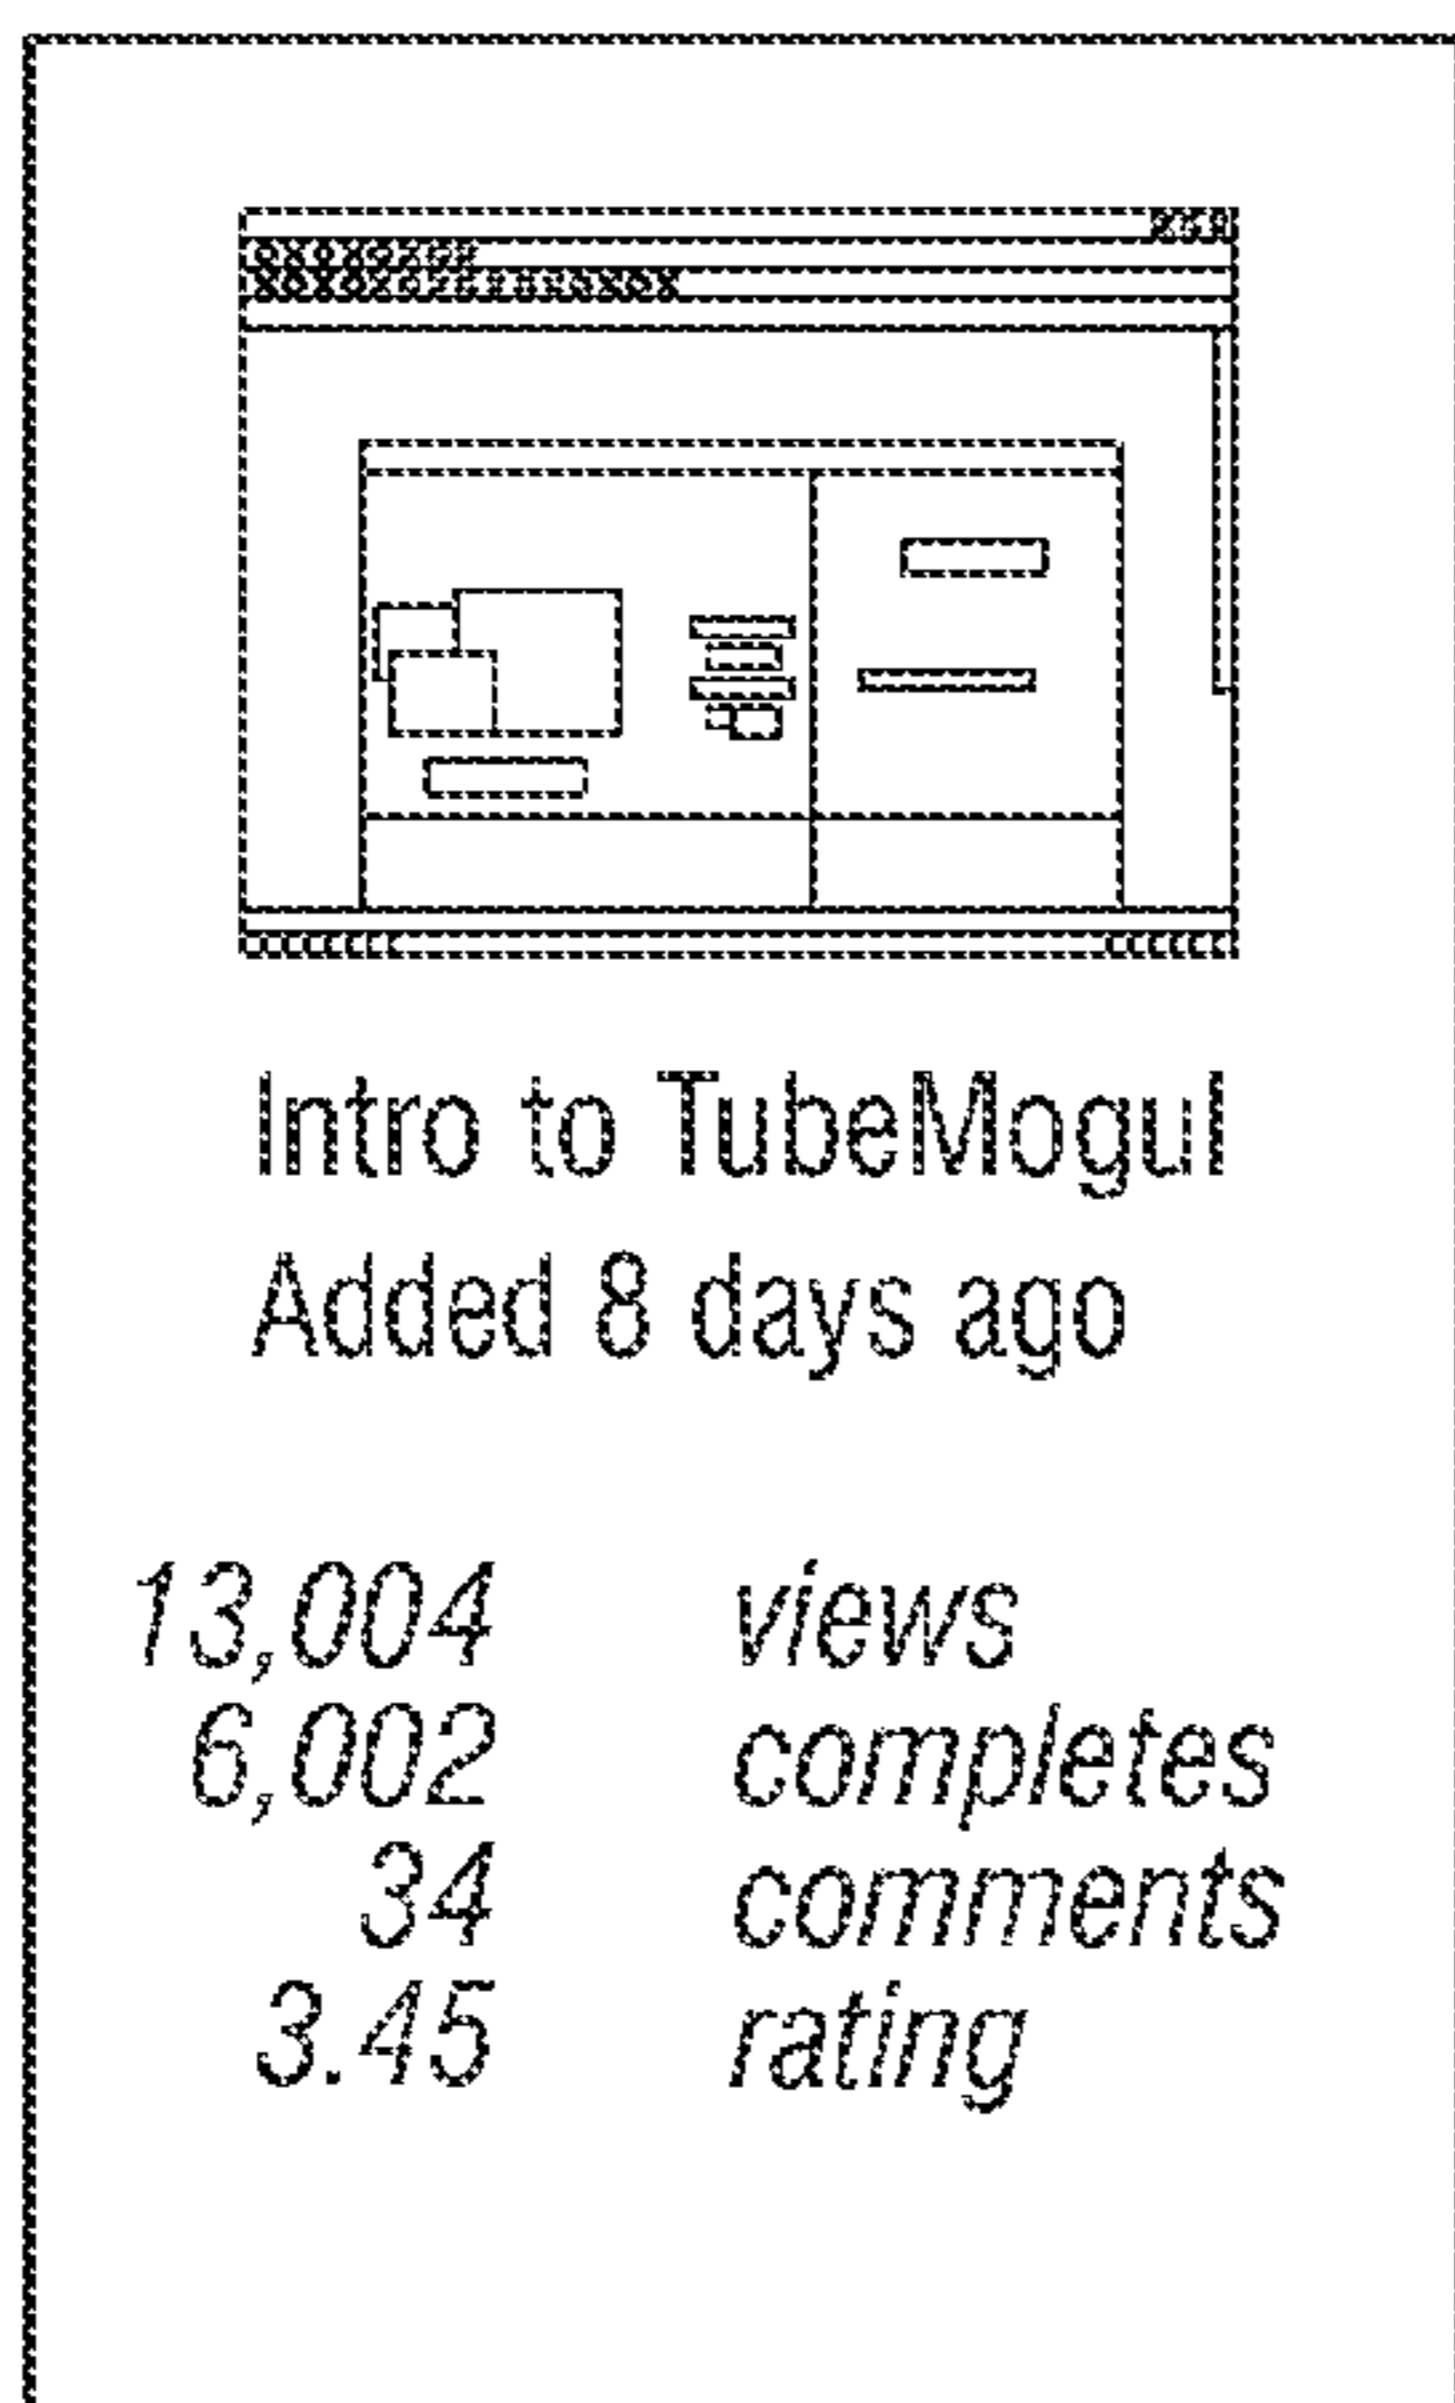 Intro to TubeMogul
Added 8 days ago
13,004 views
6,002 completes
34 comments
3.45 rating